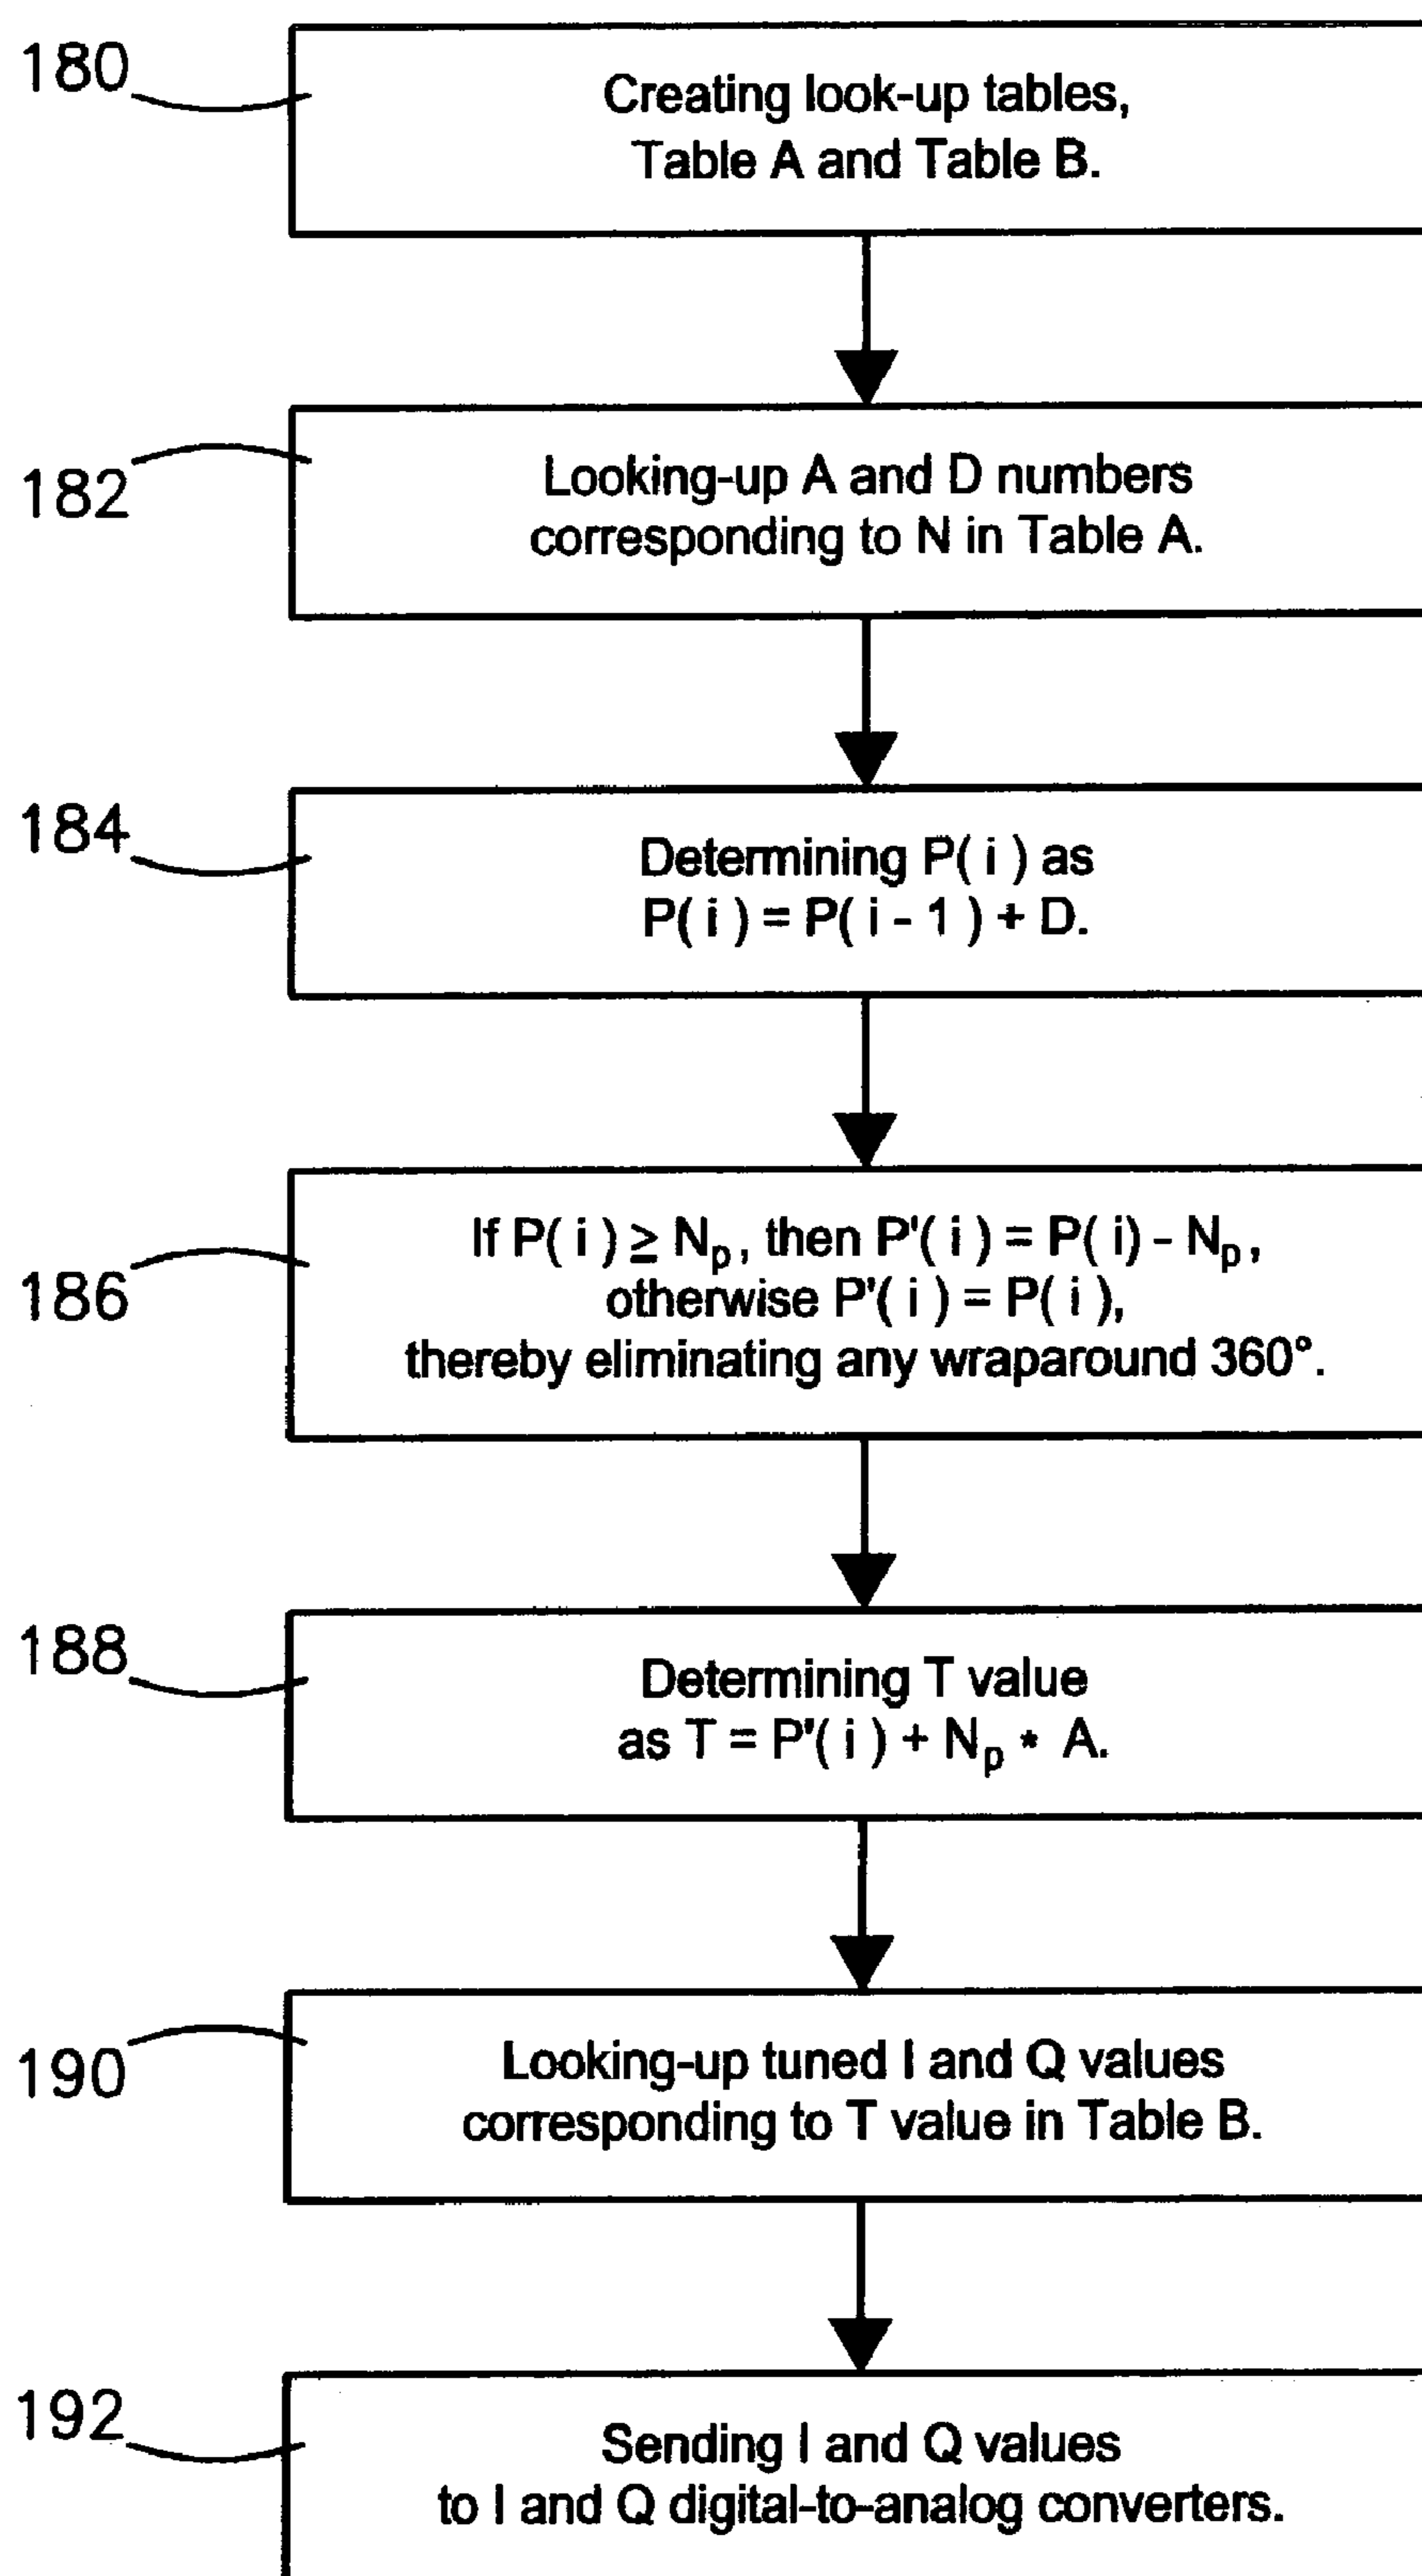 180
Creating look-up tables,
Table A and Table B.
182
Looking-up A and D numbers
corresponding to N in Table A.
184
Determining P( i ) as
P( i ) = P( i - 1 ) + D.
186
If P( i ) ≥ Np, then P'( i ) = P( i) - Np,
otherwise P'( i ) = P( i ),
thereby eliminating any wraparound 360°.
188
Determining T value
as T = P'( i ) + Np * A.
190
Looking-up tuned I and Q values
corresponding to T value in Table B.
192
Sending I and Q values
to I and Q digital-to-analog converters.